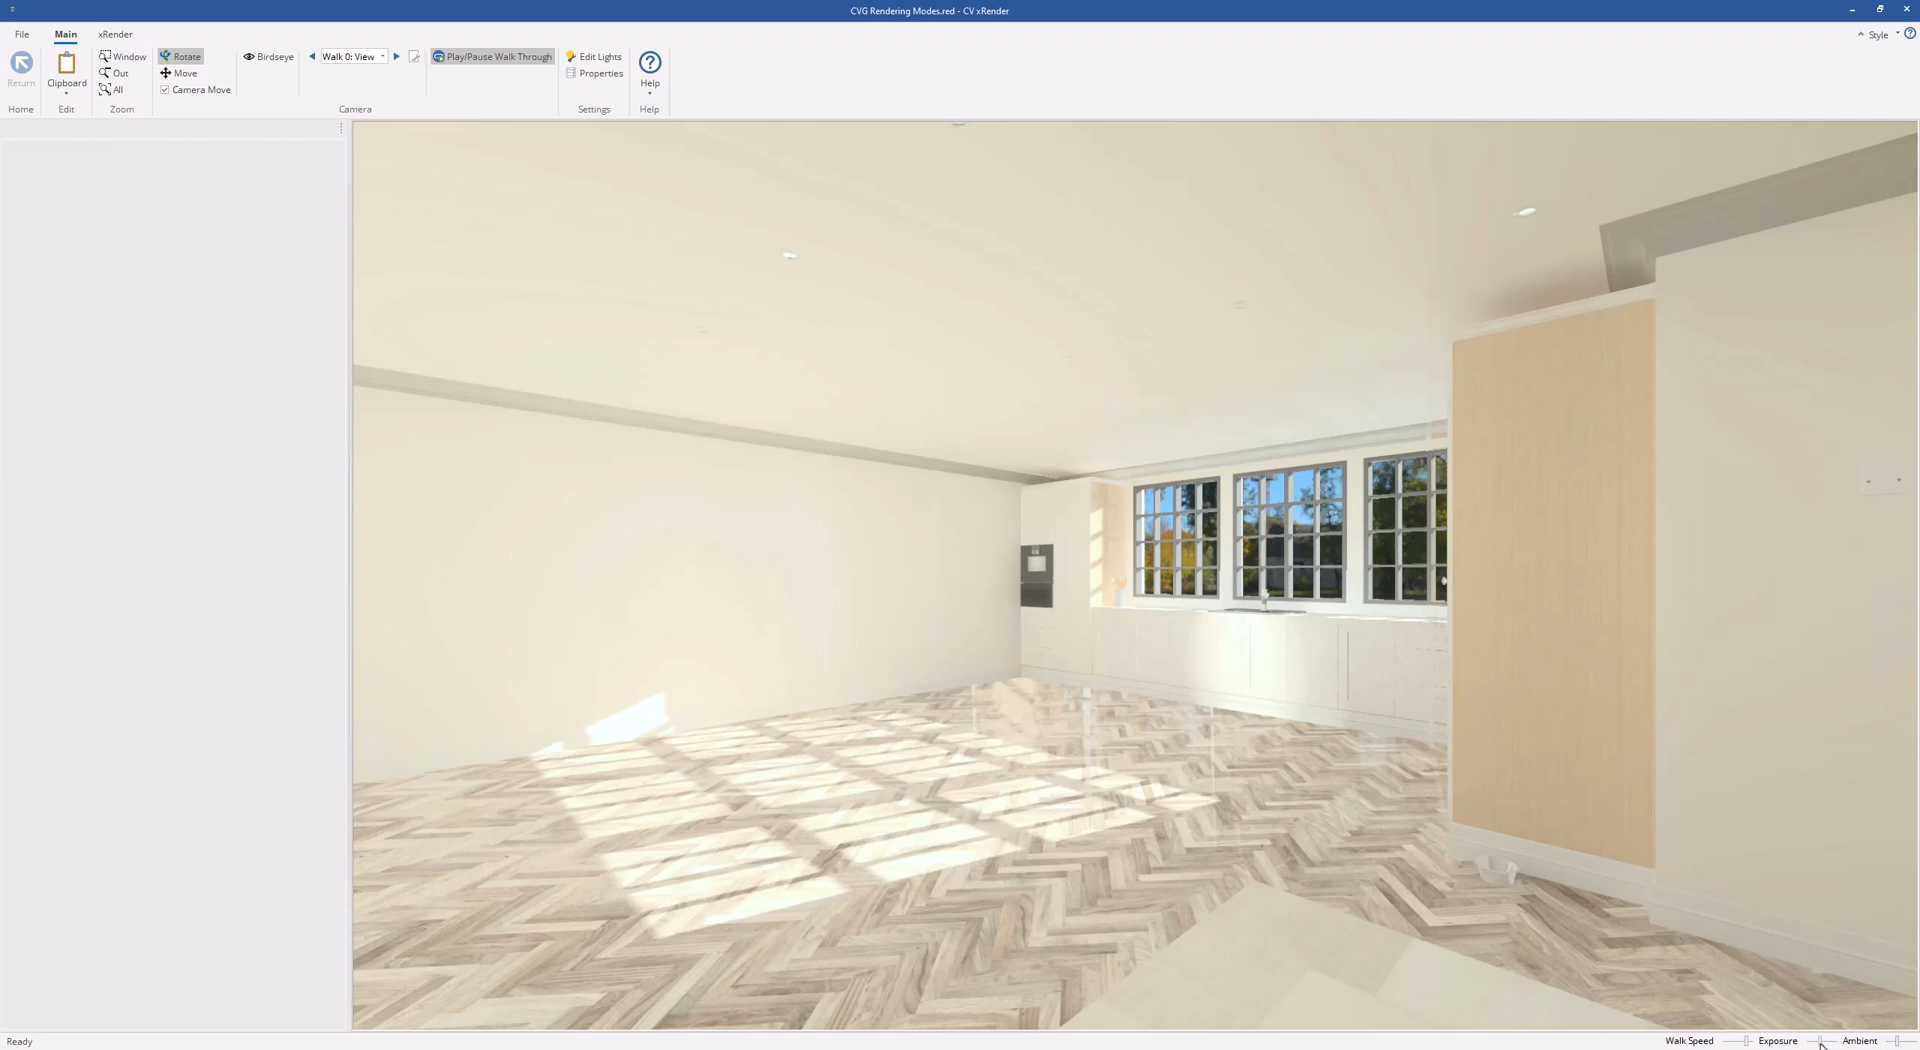 CVG Rendering Modes.red - CV xRender
File Main xRender
Style
Return
Clipboard
Window
Out
All
Rotate
Move
Camera Move
Birdseye
Walk 0: View
Play/Pause Walk Through
Edit Lights
Properties
Help
Home Edit Zoom Camera Settings Help
Ready Walk Speed Exposure Ambient